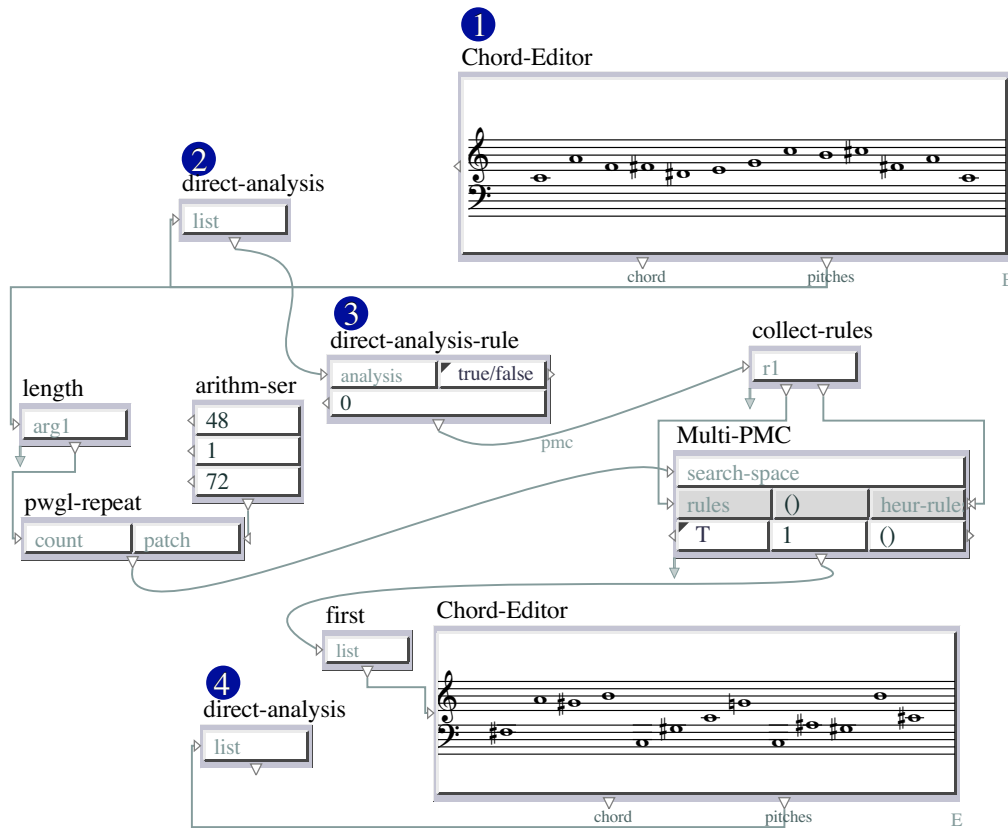 1
Chord-Editor
2
direct-analysis
list
chord
pitches
E
3
direct-analysis-rule
analysis
true/false
0
pmc
collect-rules
r1
length
arg1
arithm-ser
48
1
72
pwgl-repeat
count
patch
Multi-PMC
search-space
rules
()
heur-rule
T
1
()
first
list
Chord-Editor
4
direct-analysis
list
chord
pitches
E